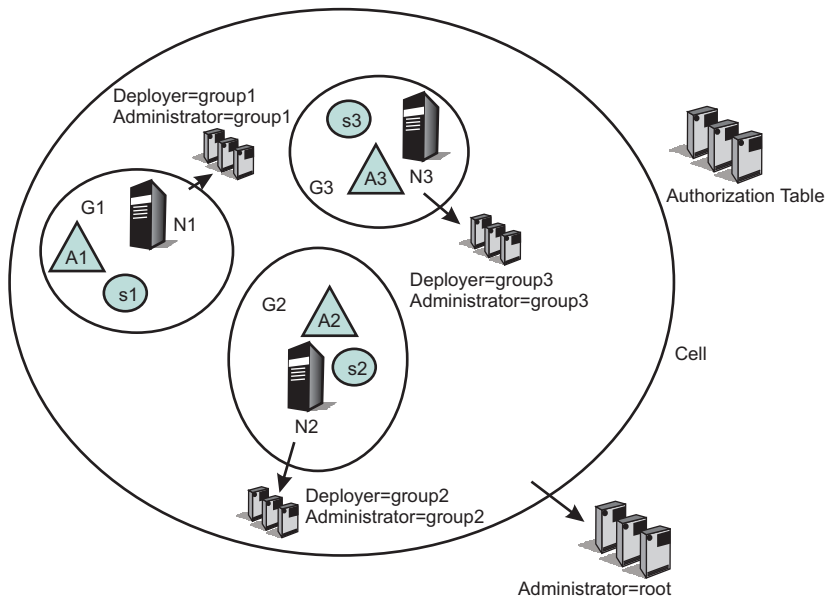 Deployer=group1
Administrator=group1
s3
A3
G3
N3
Authorization Table
G1
N1
A1
s1
Deployer=group3
Administrator=group3
G2
A2
s2
N2
Cell
Deployer=group2
Administrator=group2
Administrator=root